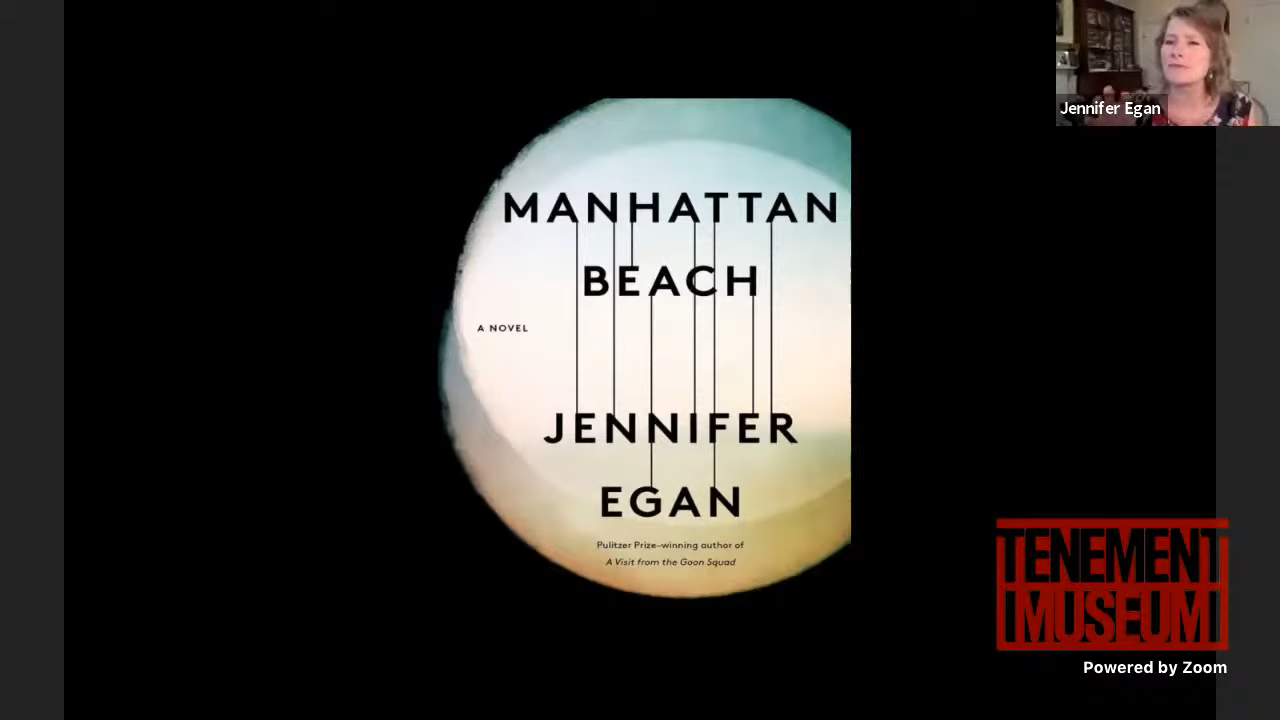 Jennifer Egan
MANHATTAN
BEACH
A NOVEL
JENNIFER
EGAN
Pulitzer Prize–winning author of
A Visit from the Goon Squad
TENEMENT
MUSEUM
Powered by Zoom